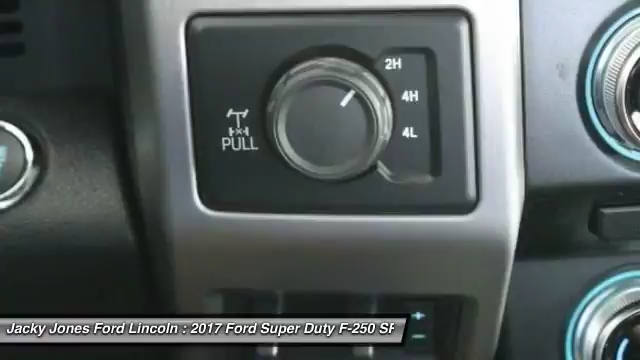 2H
4H
4L
PULL
Jacky Jones Ford Lincoln : 2017 Ford Super Duty F-250 SF